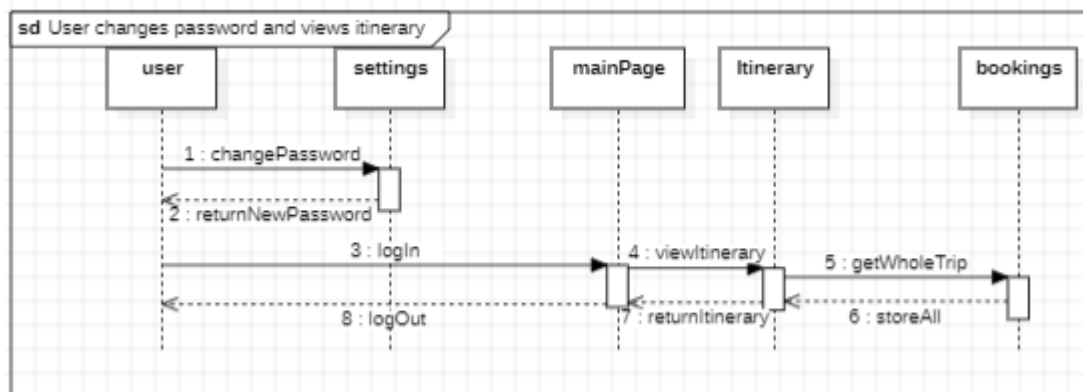 sd User changes password and views itinerary
user
settings
mainPage
Itinerary
bookings
1 : changePassword
2 : returnNewPassword
3 : logIn
4 : viewItinerary
5 : getWholeTrip
6 : storeAll
7 : returnItinerary
8 : logOut